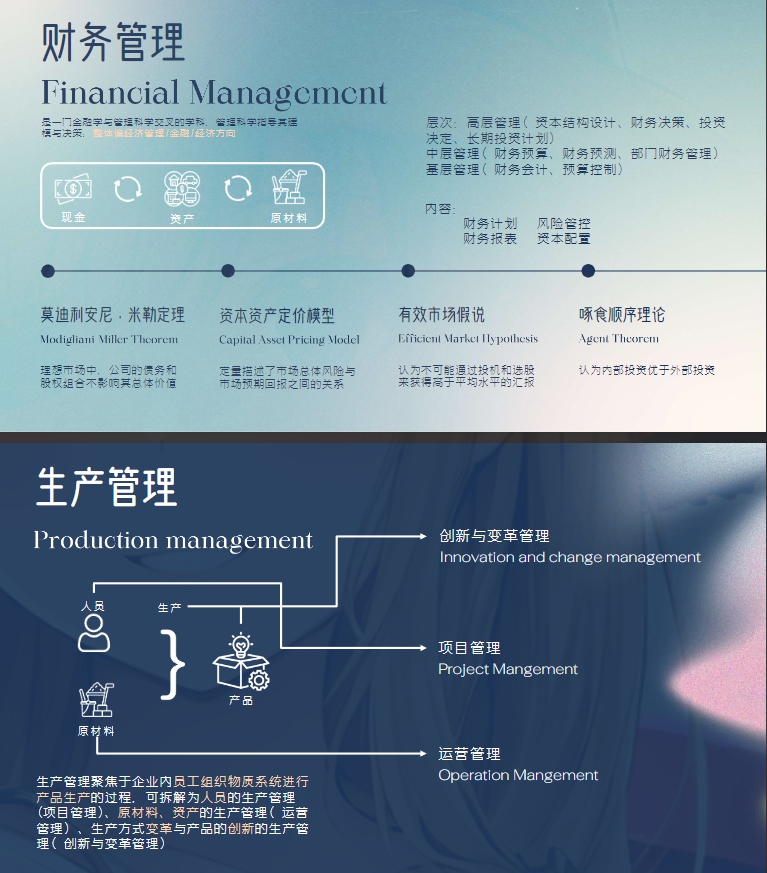 财务管理
Financial Management
是一门金融学与管理科学交叉的学科，管理科学指导其建
模与决策，整体偏经济管理/金融/经济方向
现金
资产
原材料
层次：高层管理（资本结构设计、财务决策、投资
决定、长期投资计划）
中层管理（财务预算、财务预测、部门财务管理）
基层管理（财务会计、预算控制）
内容：
财务计划 风险管控
财务报表 资本配置
莫迪利安尼·米勒定理
Modigliani Miller Theorem
理想市场中，公司的债务和
股权组合不影响其总体价值
资本资产定价模型
Capital Asset Pricing Model
定量描述了市场总体风险与
市场预期回报之间的关系
有效市场假说
Efficient Market Hypothesis
认为不可能通过投机和选股
来获得高于平均水平的汇报
啄食顺序理论
Agent Theorem
认为内部投资优于外部投资
生产管理
Production management
人员
生产
产品
原材料
创新与变革管理
Innovation and change management
项目管理
Project Mangement
运营管理
Operation Mangement
生产管理聚焦于企业内员工组织物质系统进行
产品生产的过程，可拆解为人员的生产管理
(项目管理)、原材料、资产的生产管理（运营
管理）、生产方式变革与产品的创新的生产管
理（创新与变革管理）